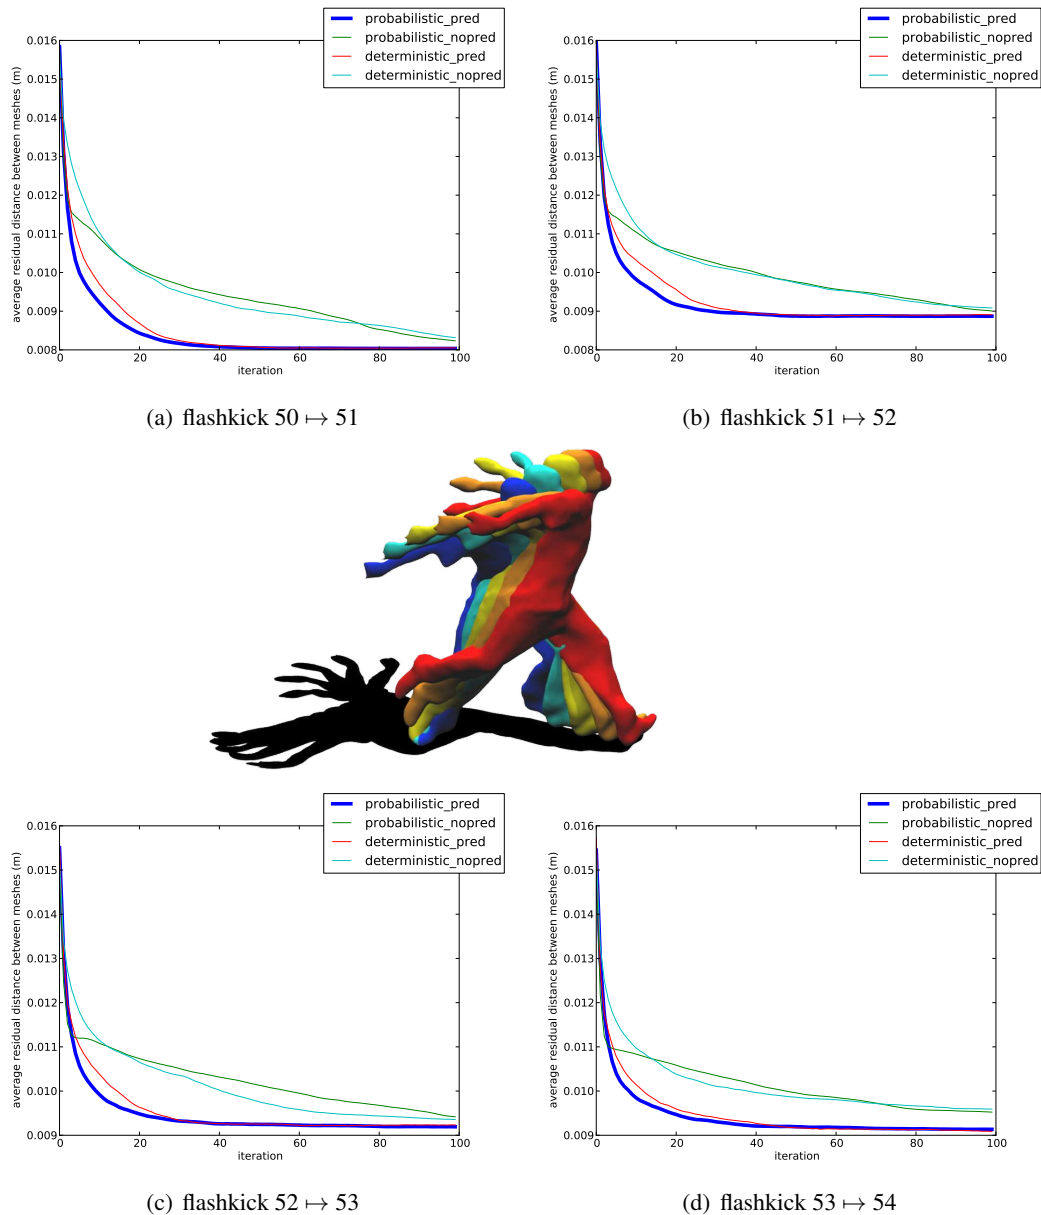 probabilistic_pred
probabilistic_nopred
deterministic_pred
deterministic_nopred
average residual distance between meshes (m)
0.016
0.015
0.014
0.013
0.012
0.011
0.010
0.009
0.008
0 20 40 60 80 100
iteration
(a) flashkick 50 ↦ 51
probabilistic_pred
probabilistic_nopred
deterministic_pred
deterministic_nopred
average residual distance between meshes (m)
0.016
0.015
0.014
0.013
0.012
0.011
0.010
0.009
0.008
0 20 40 60 80 100
iteration
(b) flashkick 51 ↦ 52
probabilistic_pred
probabilistic_nopred
deterministic_pred
deterministic_nopred
average residual distance between meshes (m)
0.016
0.015
0.014
0.013
0.012
0.011
0.010
0.009
0 20 40 60 80 100
iteration
(c) flashkick 52 ↦ 53
probabilistic_pred
probabilistic_nopred
deterministic_pred
deterministic_nopred
average residual distance between meshes (m)
0.016
0.015
0.014
0.013
0.012
0.011
0.010
0.009
0 20 40 60 80 100
iteration
(d) flashkick 53 ↦ 54